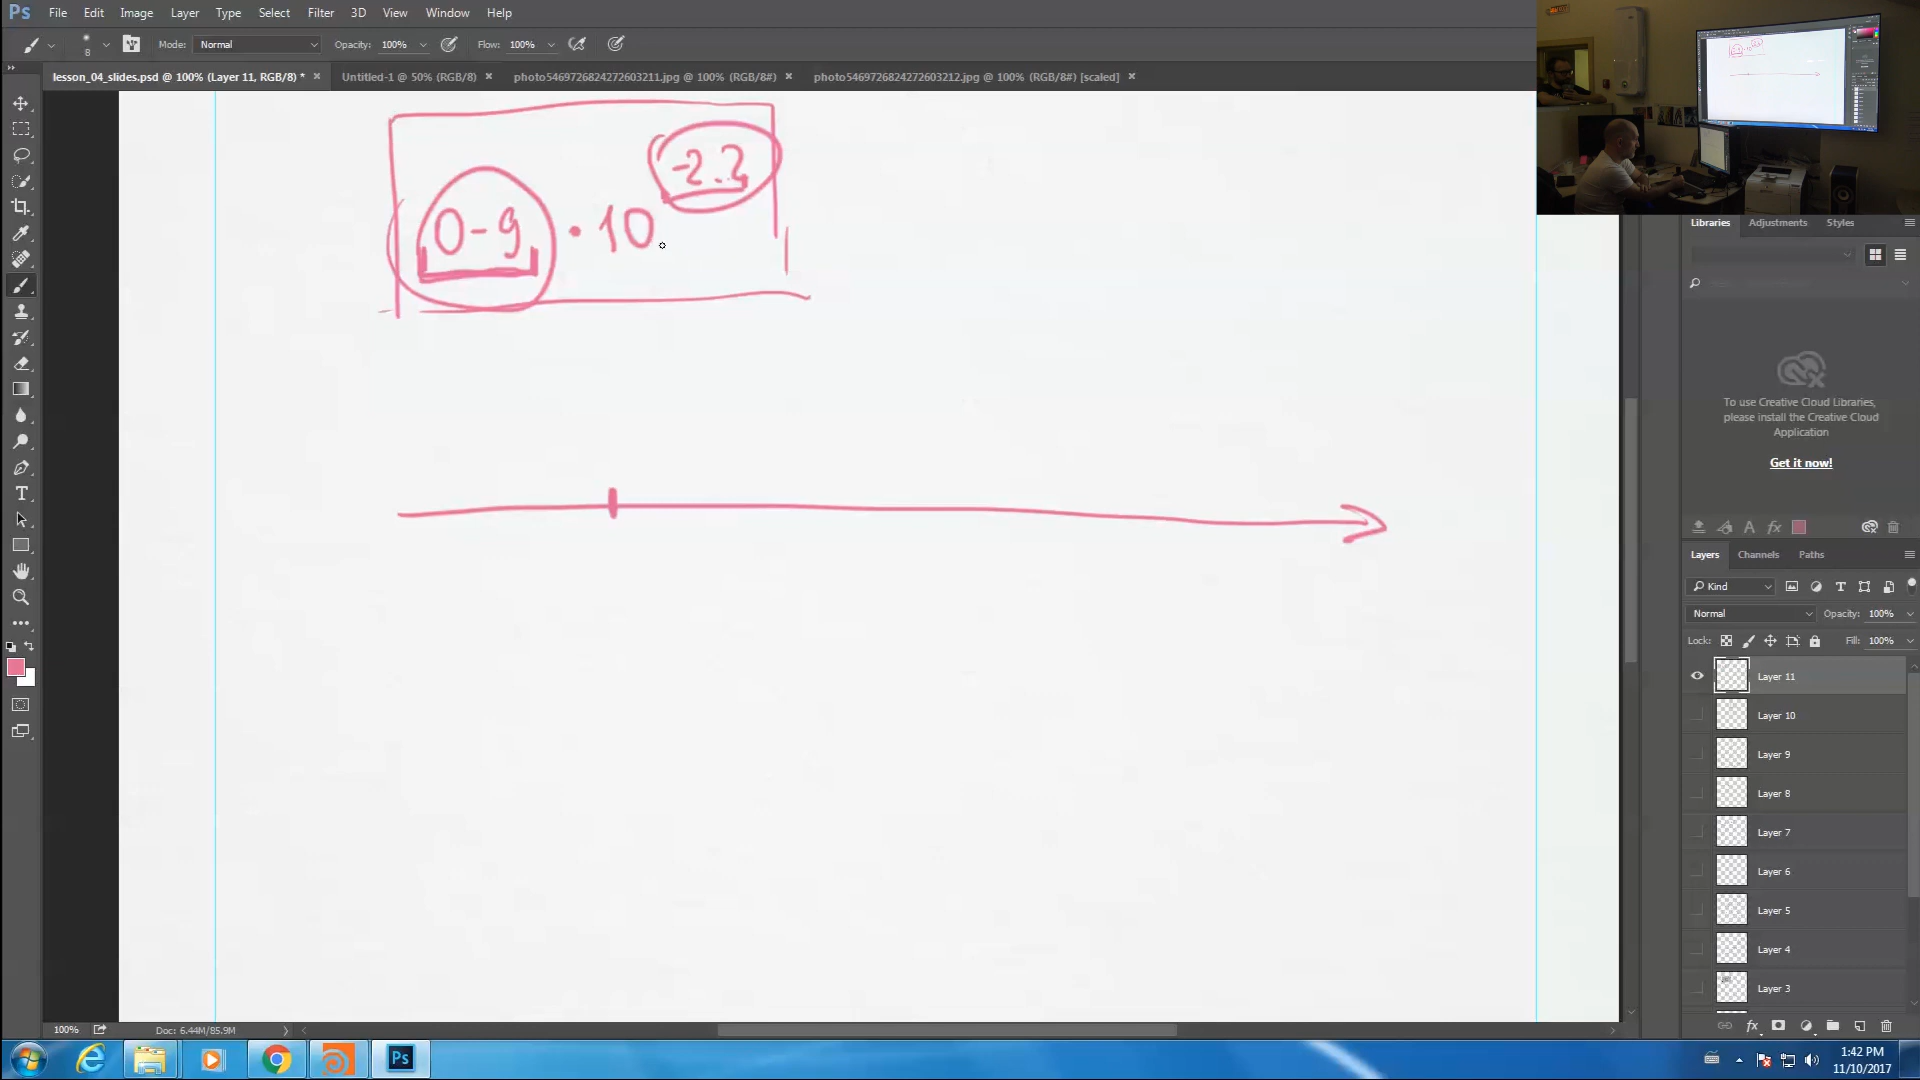 Ps File Edit Image Layer Type Select Filter 3D View Window Help
8 Mode: Normal Opacity: 100% Flow: 100%
lesson_04_slides.psd @ 100% (Layer 11, RGB/8) * × Untitled-1 @ 50% (RGB/8) × photo5469726824272603211.jpg @ 100% (RGB/8#) × photo5469726824272603212.jpg @ 100% (RGB/8#) [scaled] ×
-2..2
0-9 · 10
Libraries Adjustments Styles
To use Creative Cloud Libraries,
please install the Creative Cloud
Application
Get it now!
Layers Channels Paths
Kind
Normal Opacity: 100%
Lock: Fill: 100%
Layer 11
Layer 10
Layer 9
Layer 8
Layer 7
Layer 6
Layer 5
Layer 4
Layer 3
100% Doc: 6.44M/85.9M
Ps
1:42 PM
11/10/2017